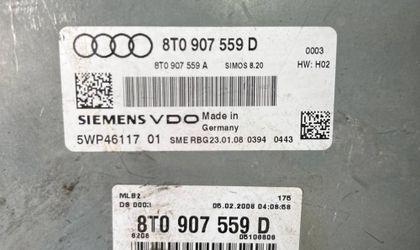 8T0 907 559 D
0003
8T0 907 559 A SIMOS 8.20
HW: H02
SIEMENS VDO Made in Germany
5WP46117 01 SME RBG23.01.08 0394 0443
MLB2 175
DS 0003 05.02.2008 04:08:58
8T0 907 559 D
6208 05100806